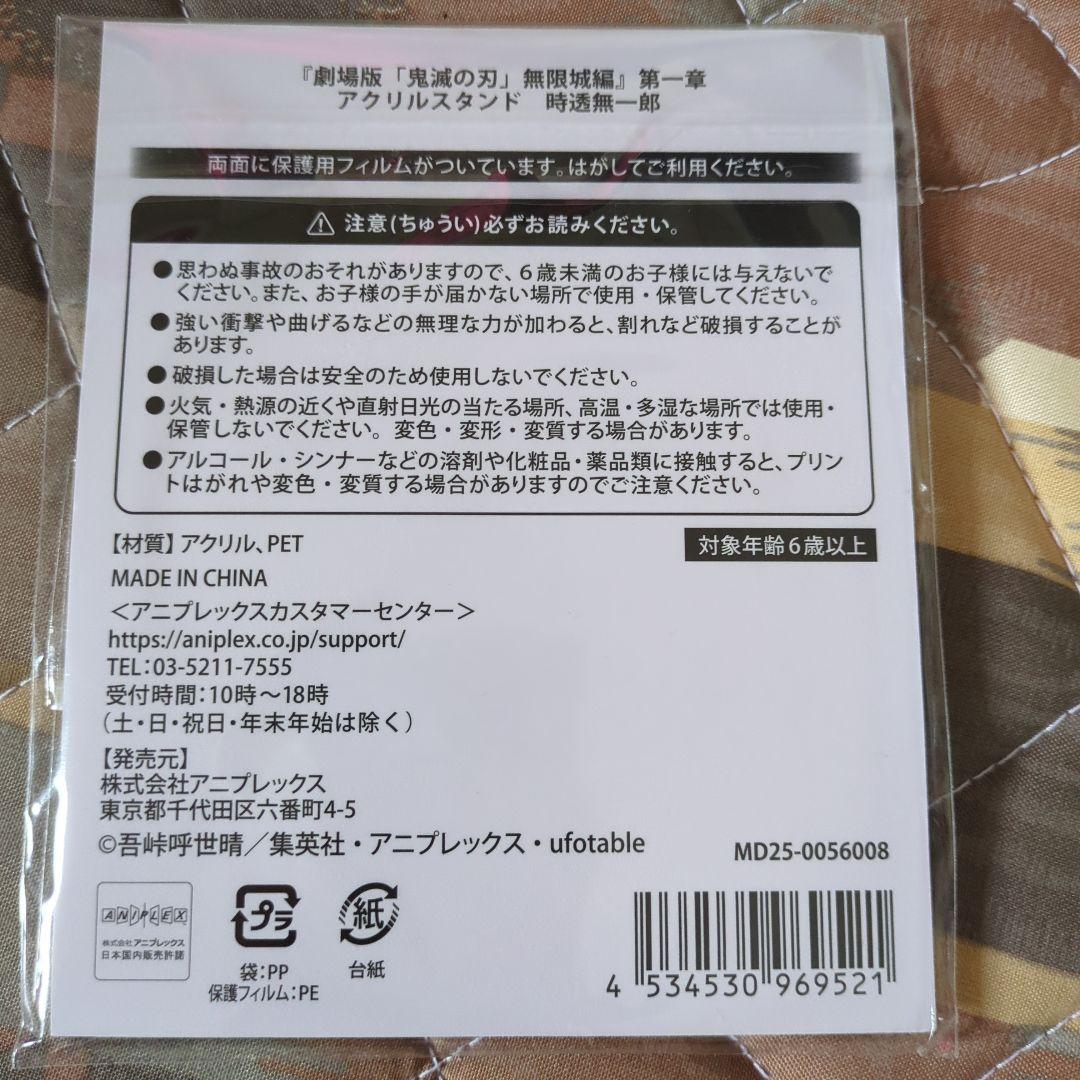 『劇場版「鬼滅の刃」無限城編』第一章
アクリルスタンド　時透無一郎
両面に保護用フィルムがついています。はがしてご利用ください。
⚠ 注意(ちゅうい)必ずお読みください。
●思わぬ事故のおそれがありますので、6歳未満のお子様には与えないで
ください。また、お子様の手が届かない場所で使用・保管してください。
●強い衝撃や曲げるなどの無理な力が加わると、割れなど破損することが
あります。
●破損した場合は安全のため使用しないでください。
●火気・熱源の近くや直射日光の当たる場所、高温・多湿な場所では使用・
保管しないでください。変色・変形・変質する場合があります。
●アルコール・シンナーなどの溶剤や化粧品・薬品類に接触すると、プリン
トはがれや変色・変質する場合がありますのでご注意ください。
【材質】アクリル、PET
対象年齢6歳以上
MADE IN CHINA
＜アニプレックスカスタマーセンター＞
https://aniplex.co.jp/support/
TEL:03-5211-7555
受付時間:10時～18時
(土・日・祝日・年末年始は除く)
【発売元】
株式会社アニプレックス
東京都千代田区六番町4-5
©吾峠呼世晴／集英社・アニプレックス・ufotable
MD25-0056008
ANIPLEX
株式会社アニプレックス
日本国内販売許諾
プラ
袋:PP
保護フィルム:PE
紙
台紙
4 534530 969521